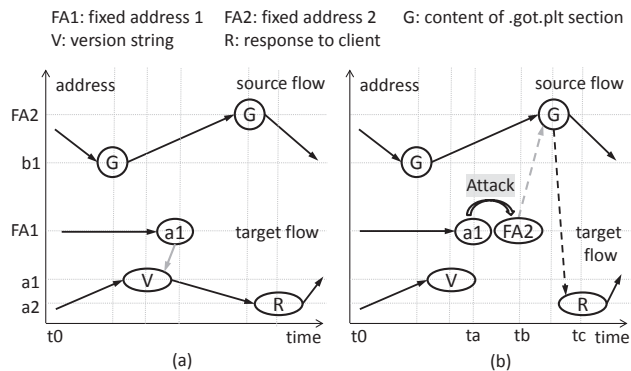 FA1: fixed address 1 FA2: fixed address 2 G: content of .got.plt section
V: version string R: response to client
address source flow
FA2 G
b1 G
FA1 a1 target flow
a1 V
a2 R
t0 time
(a)
address source flow
G
G
Attack
a1 FA2 target
flow
V
R
t0 ta tb tc time
(b)